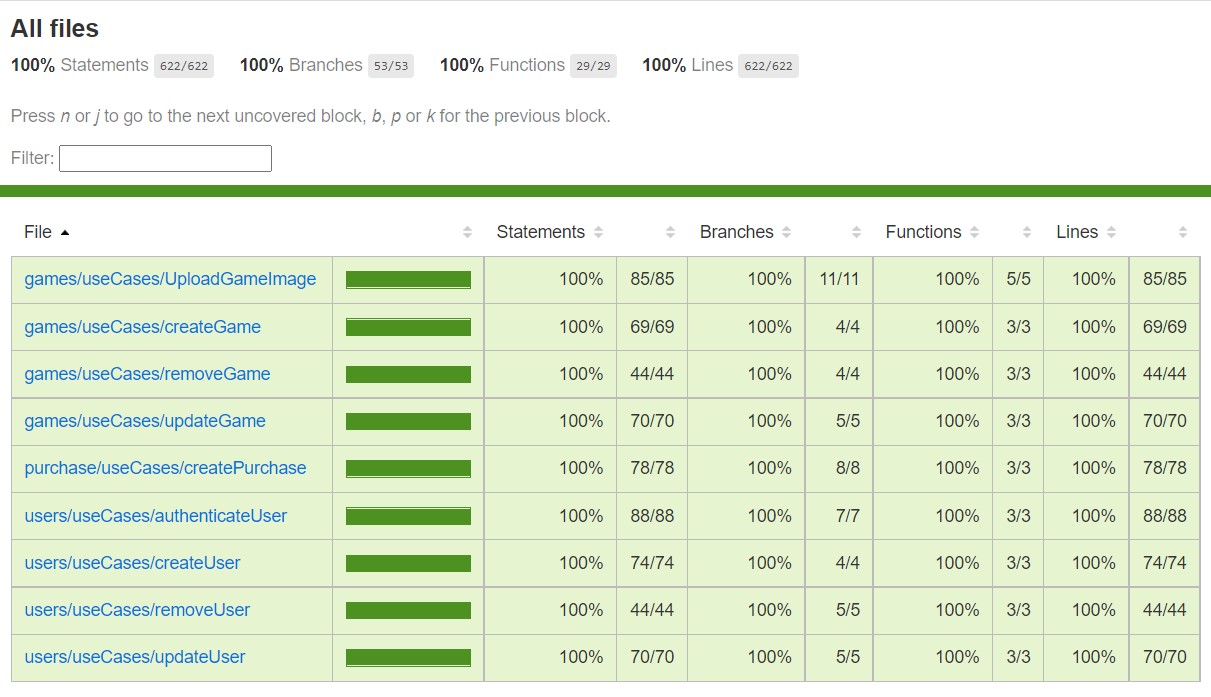 All files
100% Statements 622/622 100% Branches 53/53 100% Functions 29/29 100% Lines 622/622
Press n or j to go to the next uncovered block, b, p or k for the previous block.
Filter:
File Statements Branches Functions Lines
games/useCases/UploadGameImage 100% 85/85 100% 11/11 100% 5/5 100% 85/85
games/useCases/createGame 100% 69/69 100% 4/4 100% 3/3 100% 69/69
games/useCases/removeGame 100% 44/44 100% 4/4 100% 3/3 100% 44/44
games/useCases/updateGame 100% 70/70 100% 5/5 100% 3/3 100% 70/70
purchase/useCases/createPurchase 100% 78/78 100% 8/8 100% 3/3 100% 78/78
users/useCases/authenticateUser 100% 88/88 100% 7/7 100% 3/3 100% 88/88
users/useCases/createUser 100% 74/74 100% 4/4 100% 3/3 100% 74/74
users/useCases/removeUser 100% 44/44 100% 5/5 100% 3/3 100% 44/44
users/useCases/updateUser 100% 70/70 100% 5/5 100% 3/3 100% 70/70